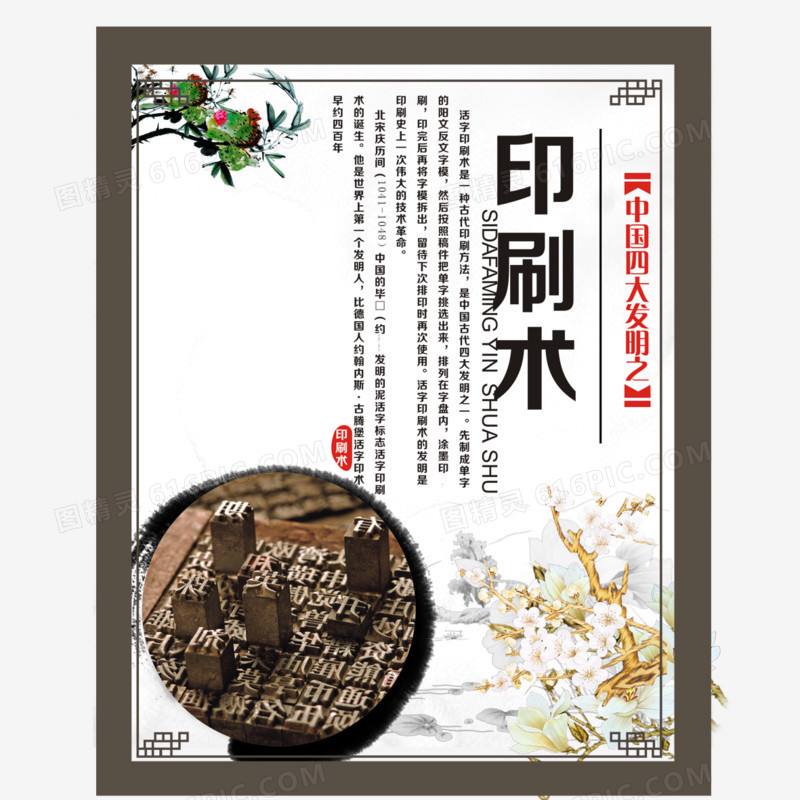 【中国四大发明之】
印刷术
SIDAFAMING YIN SHUA SHU
活字印刷术是一种古代印刷方法，是中国古代四大发明之一。先制成单字
的阳文反文字模，然后按照稿件把单字挑选出来，排列在字盘内，涂墨印
刷，印完后再将字模拆出，留待下次排印时再次使用。活字印刷术的发明是
印刷史上一次伟大的技术革命。
北宋庆历间（1041-1048）中国的毕□（约——发明的泥活字标志活字印刷
术的诞生。他是世界上第一个发明人，比德国人约翰内斯·古腾堡活字印术
早约四百年
印刷术
图精灵 616PIC.COM